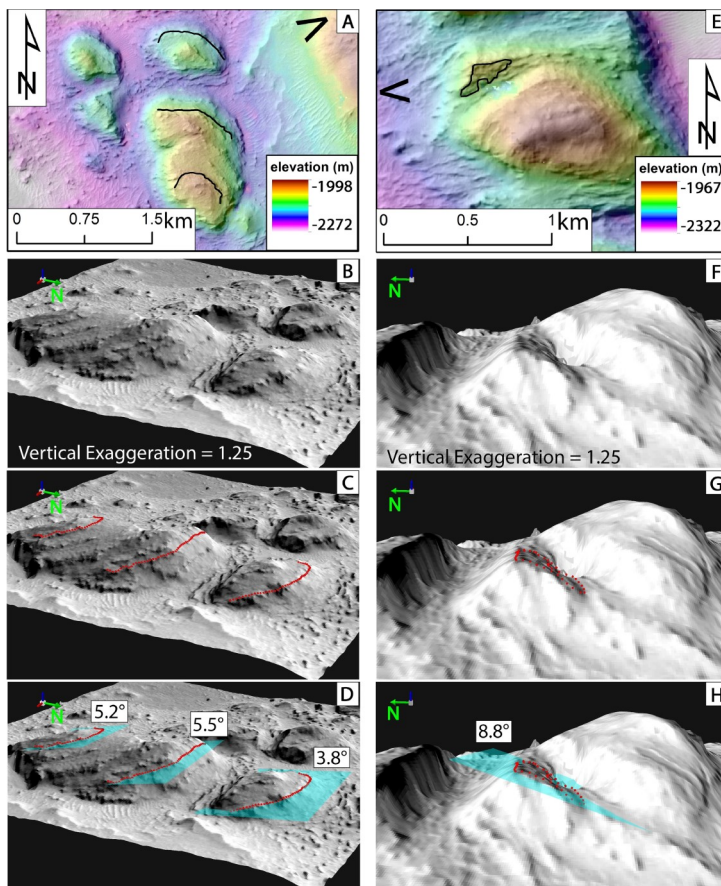 A
N
elevation (m)
-1998
-2272
0 0.75 1.5
km
E
N
elevation (m)
-1967
-2322
0 0.5 1
km
B
N
Vertical Exaggeration = 1.25
F
N
Vertical Exaggeration = 1.25
C
N
G
N
D
N
5.2°
5.5°
3.8°
H
N
8.8°